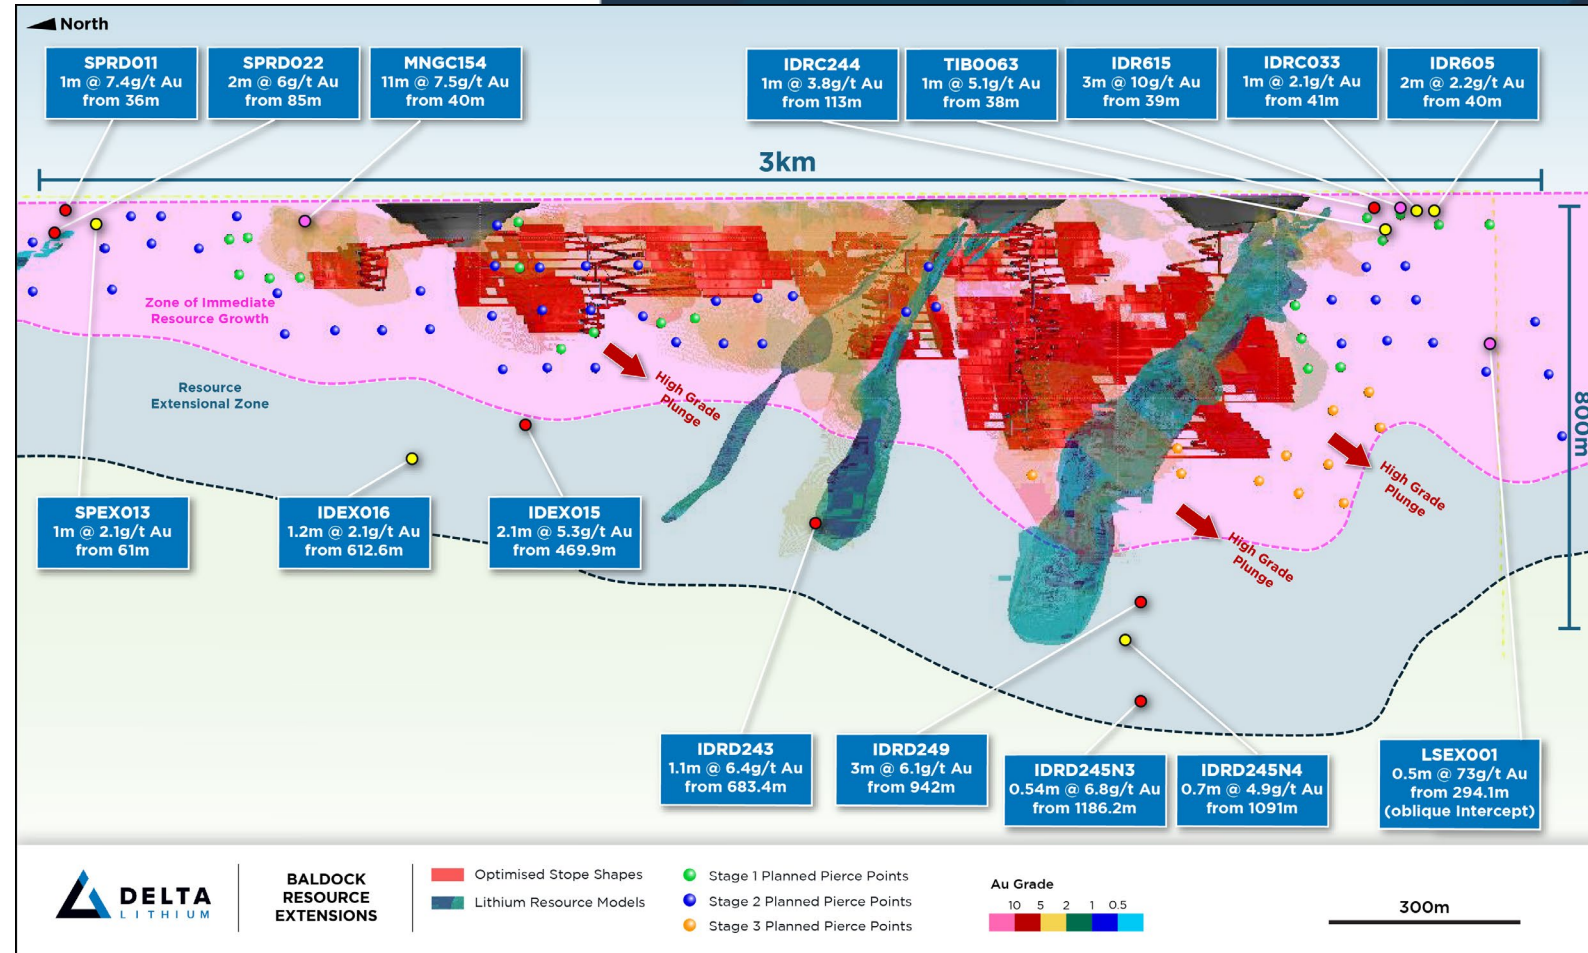 North
SPRD011
1m @ 7.4g/t Au
from 36m
SPRD022
2m @ 6g/t Au
from 85m
MNGC154
11m @ 7.5g/t Au
from 40m
IDRC244
1m @ 3.8g/t Au
from 113m
TIB0063
1m @ 5.1g/t Au
from 38m
IDR615
3m @ 10g/t Au
from 39m
IDRC033
1m @ 2.1g/t Au
from 41m
IDR605
2m @ 2.2g/t Au
from 40m
3km
Zone of Immediate
Resource Growth
Resource
Extensional Zone
High Grade
Plunge
High Grade
Plunge
High Grade
Plunge
800m
SPEX013
1m @ 2.1g/t Au
from 61m
IDEX016
1.2m @ 2.1g/t Au
from 612.6m
IDEX015
2.1m @ 5.3g/t Au
from 469.9m
IDRD243
1.1m @ 6.4g/t Au
from 683.4m
IDRD249
3m @ 6.1g/t Au
from 942m
IDRD245N3
0.54m @ 6.8g/t Au
from 1186.2m
IDRD245N4
0.7m @ 4.9g/t Au
from 1091m
LSEX001
0.5m @ 73g/t Au
from 294.1m
(oblique Intercept)
DELTA
LITHIUM
BALDOCK
RESOURCE
EXTENSIONS
Optimised Stope Shapes
Lithium Resource Models
Stage 1 Planned Pierce Points
Stage 2 Planned Pierce Points
Stage 3 Planned Pierce Points
Au Grade
10 5 2 1 0.5
300m